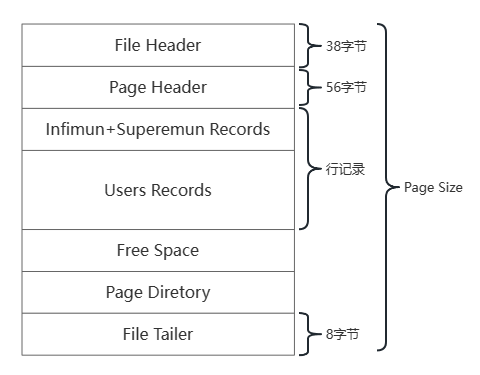 File Header
38字节
Page Header
56字节
Infimun+Superemun Records
行记录
Users Records
Page Size
Free Space
Page Diretory
File Tailer
8字节